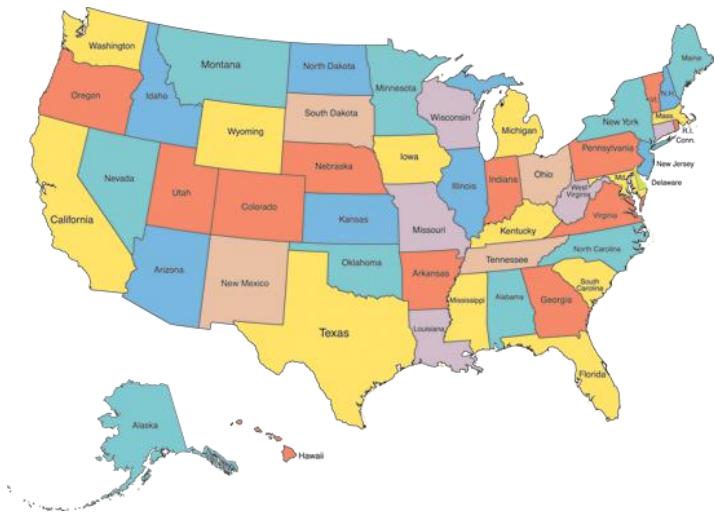 Washington
Montana
North Dakota
Minnesota
Maine
Oregon
Idaho
Wisconsin
Vt.
N.H.
South Dakota
New York
Mass.
Wyoming
Michigan
R.I.
Conn.
Iowa
Pennsylvania
Nebraska
New Jersey
Nevada
Utah
Illinois
Indiana
Ohio
Md.
Delaware
Colorado
West
Virginia
California
Kansas
Missouri
Kentucky
Virginia
Arizona
New Mexico
Oklahoma
Arkansas
Tennessee
North Carolina
South
Carolina
Texas
Mississippi
Alabama
Georgia
Louisiana
Florida
Alaska
Hawaii